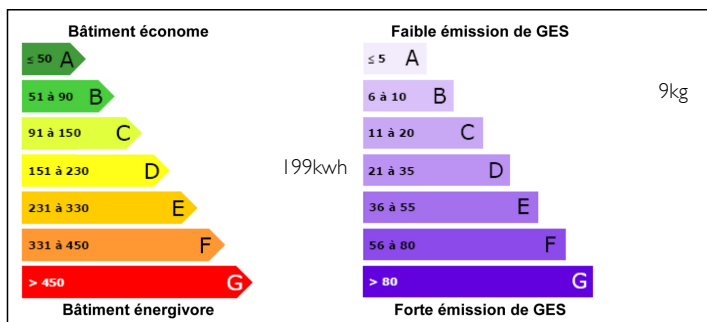 Bâtiment économe
≤ 50 A
51 à 90 B
91 à 150 C
151 à 230 D
199kwh
231 à 330 E
331 à 450 F
> 450 G
Bâtiment énergivore
Faible émission de GES
≤ 5 A
6 à 10 B
9kg
11 à 20 C
21 à 35 D
36 à 55 E
56 à 80 F
> 80 G
Forte émission de GES